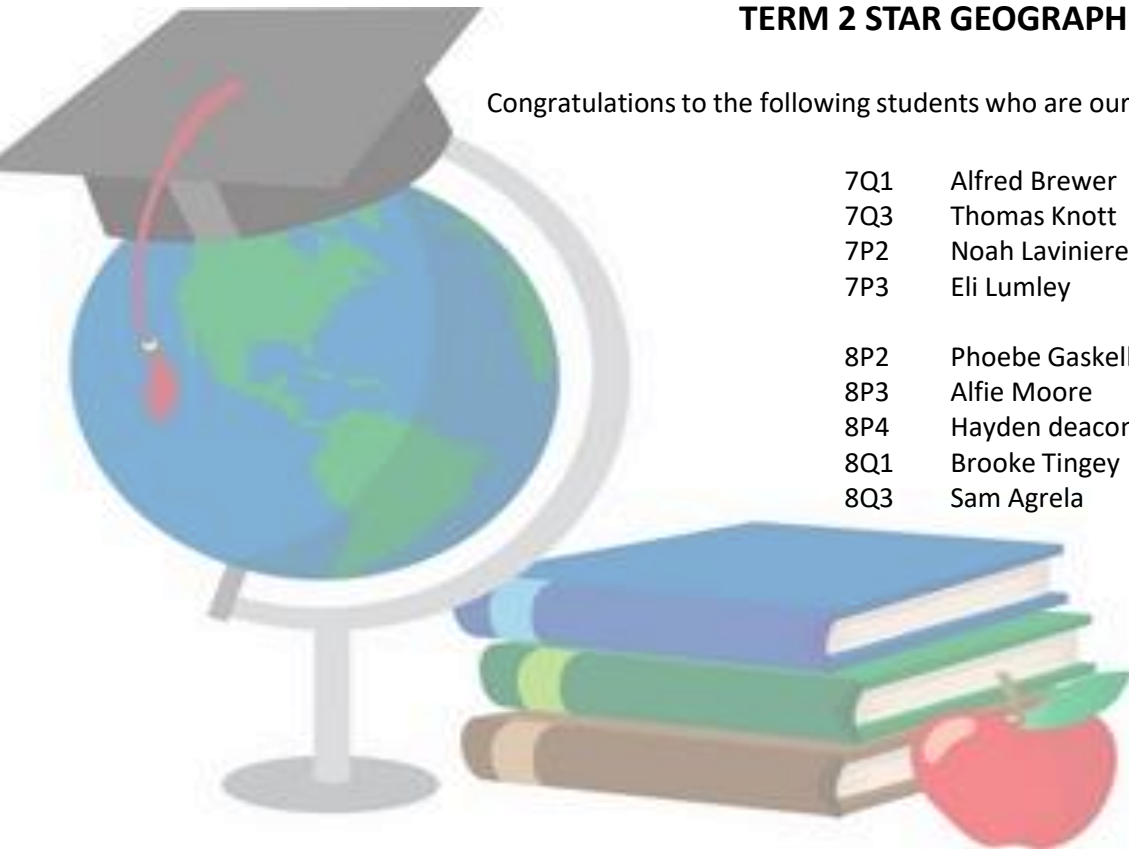 TERM 2 STAR GEOGRAPH
Congratulations to the following students who are our
7Q1 Alfred Brewer
7Q3 Thomas Knott
7P2 Noah Laviniere
7P3 Eli Lumley
8P2 Phoebe Gaskell
8P3 Alfie Moore
8P4 Hayden deacon
8Q1 Brooke Tingey
8Q3 Sam Agrela